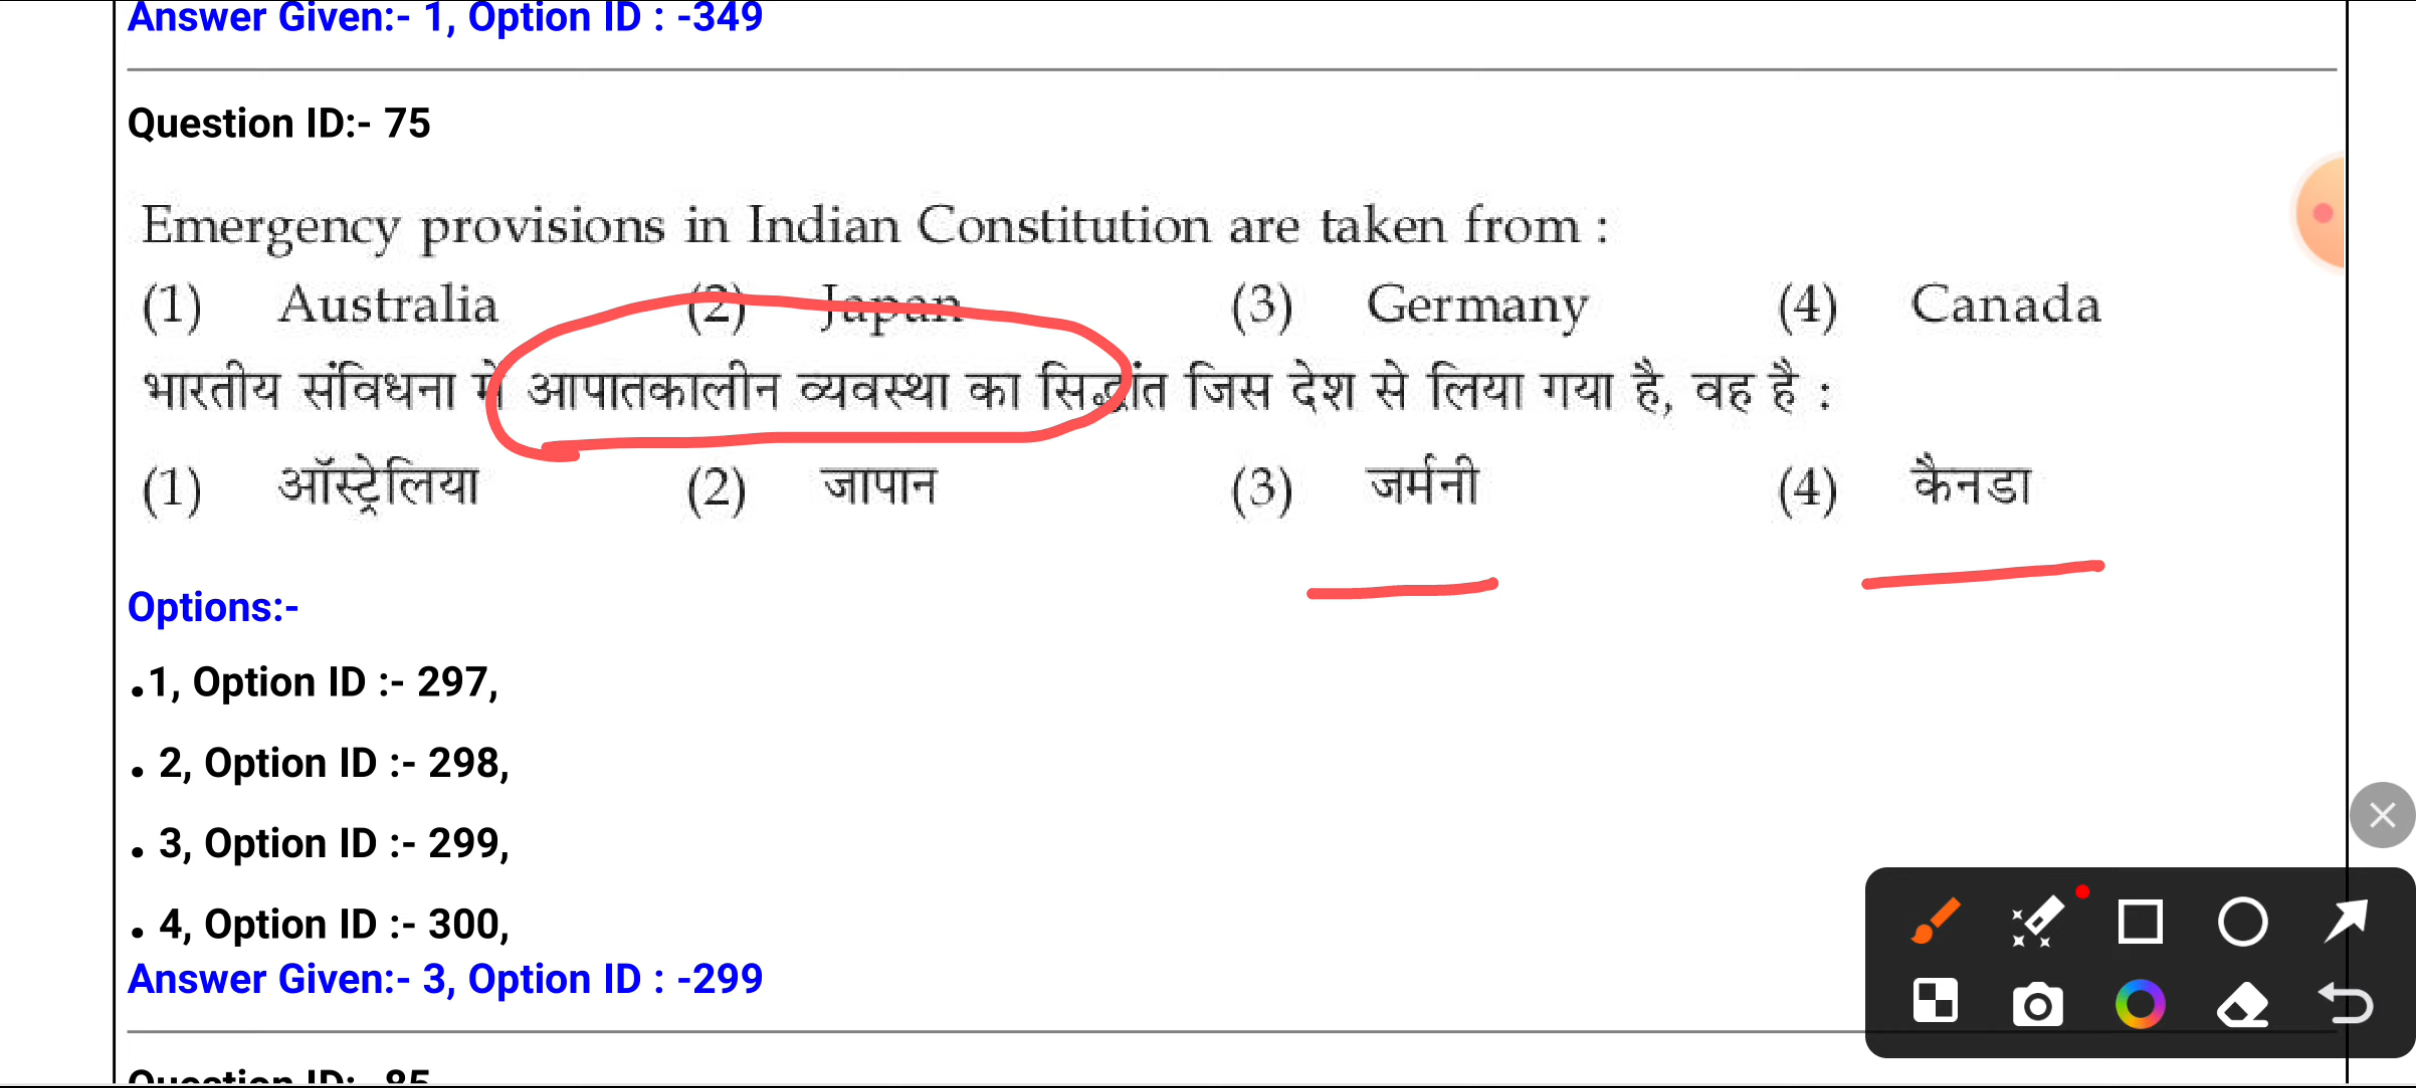 Answer Given:- 1, Option ID : -349
Question ID:- 75
Emergency provisions in Indian Constitution are taken from :
(1) Australia (2) Japan (3) Germany (4) Canada
भारतीय संविधना में आपातकालीन व्यवस्था का सिद्धांत जिस देश से लिया गया है, वह है :
(1) ऑस्ट्रेलिया (2) जापान (3) जर्मनी (4) कैनडा
Options:-
.1, Option ID :- 297,
. 2, Option ID :- 298,
. 3, Option ID :- 299,
. 4, Option ID :- 300,
Answer Given:- 3, Option ID : -299
Question ID:- 85